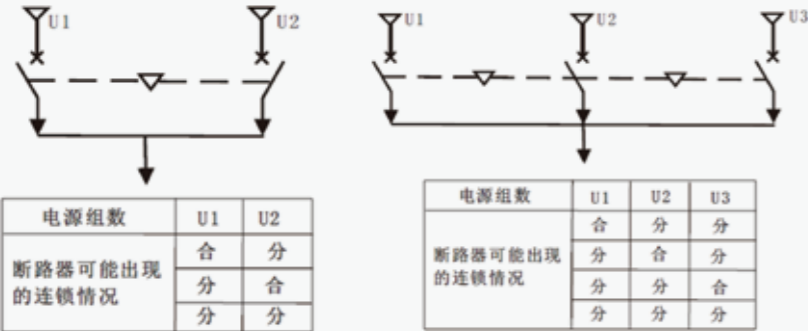 U1 U2
U1 U2 U3
电源组数 U1 U2
断路器可能出现
的连锁情况
合 分
分 合
分 分
电源组数 U1 U2 U3
断路器可能出现
的连锁情况
合 分 分
分 合 分
分 分 合
分 分 分